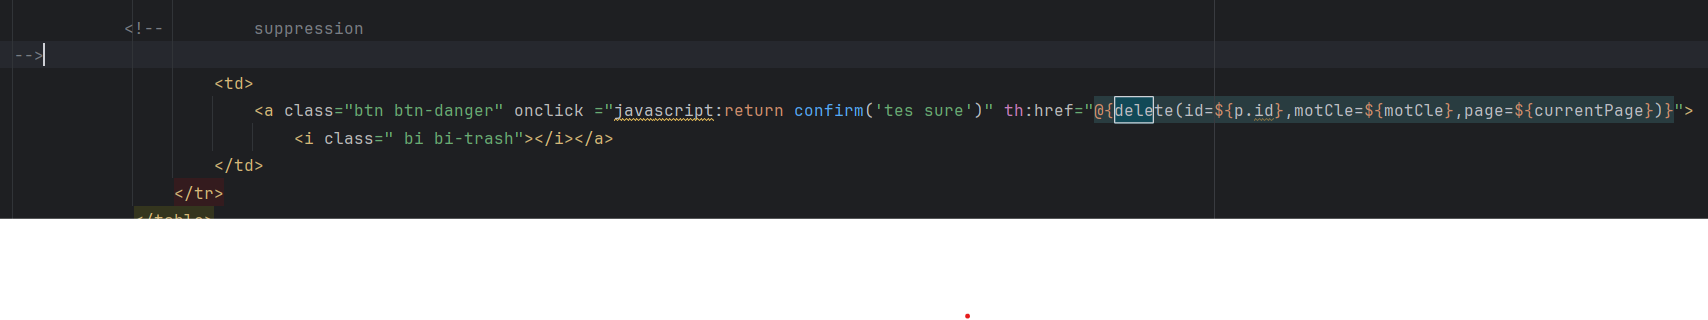 <!-- suppression
-->
<td>
<a class="btn btn-danger" onclick ="javascript:return confirm('tes sure')" th:href="@{delete(id=${p.id},motCle=${motCle},page=${currentPage})}">
<i class=" bi bi-trash"></i></a>
</td>
</tr>
</table>